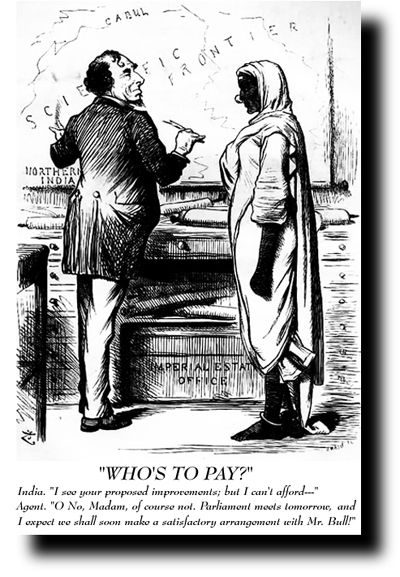 CABUL
SCIENTIFIC
FRONTIER
NORTHERN
INDIA
IMPERIAL ESTATE
OFFICE
"WHO'S TO PAY?"
India. "I see your proposed improvements; but I can't afford---"
Agent. "O No, Madam, of course not. Parliament meets tomorrow, and
I expect we shall soon make a satisfactory arrangement with Mr. Bull!"